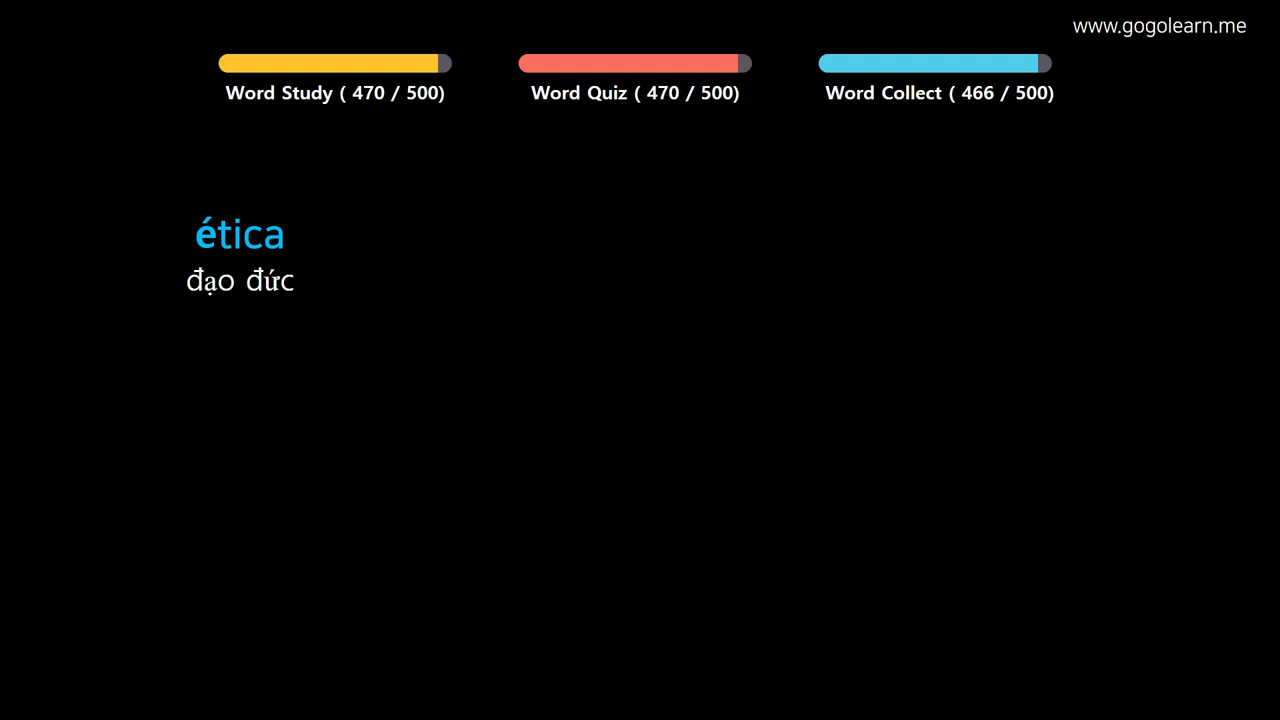 www.gogolearn.me
Word Study ( 470 / 500)
Word Quiz ( 470 / 500)
Word Collect ( 466 / 500)
ética
đạo đức